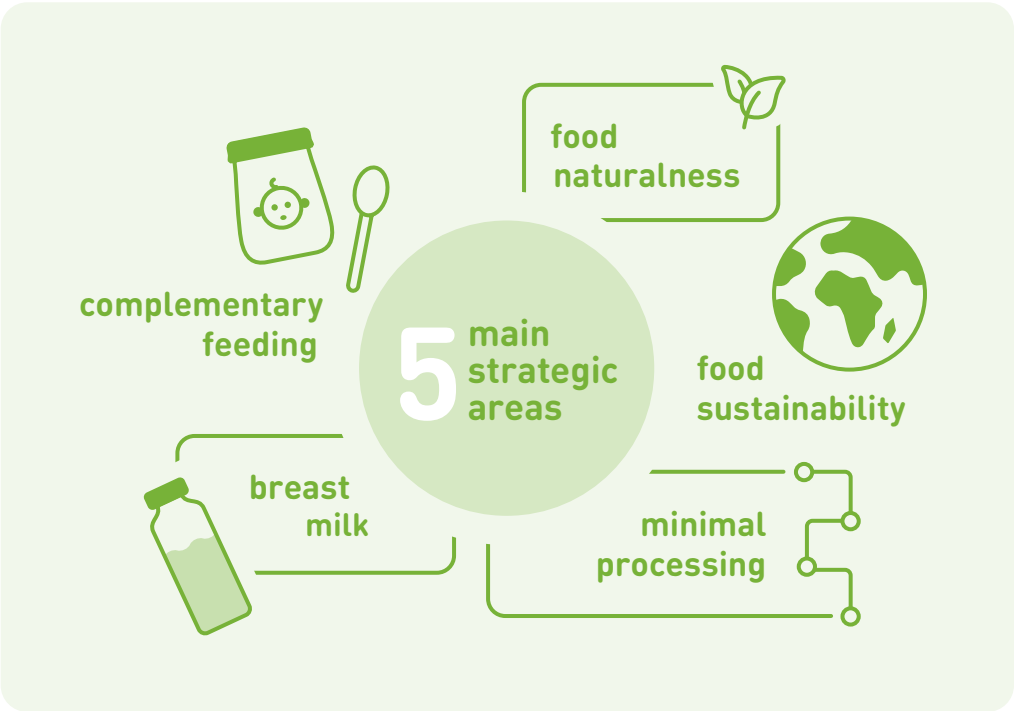 food
naturalness
complementary
feeding
5 main
strategic
areas
food
sustainability
breast
milk
minimal
processing